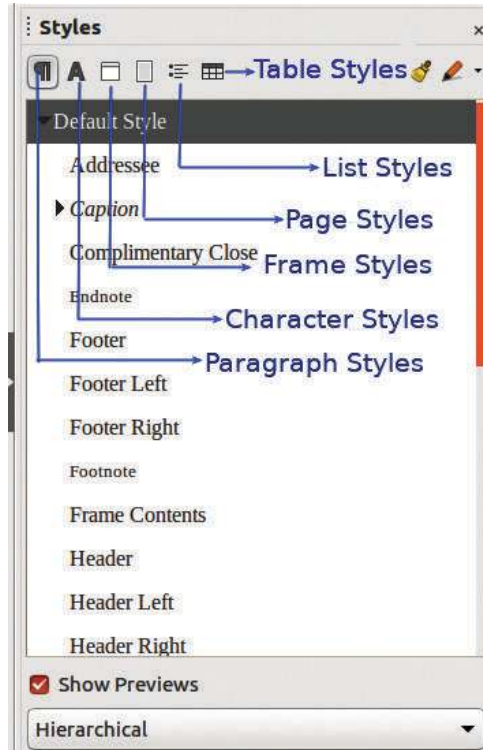 Styles
Table Styles
Default Style
Addressee
List Styles
Caption
Page Styles
Complimentary Close
Frame Styles
Endnote
Character Styles
Footer
Paragraph Styles
Footer Left
Footer Right
Footnote
Frame Contents
Header
Header Left
Header Right
Show Previews
Hierarchical